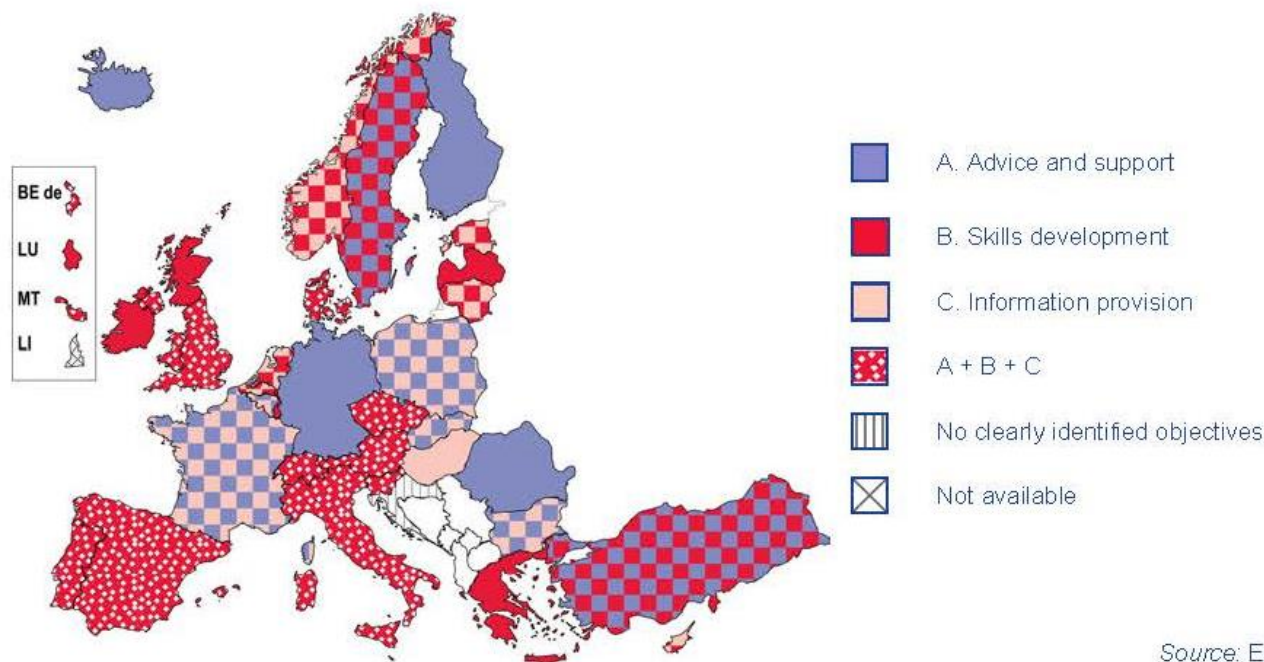 BE de
LU
MT
LI
A. Advice and support
B. Skills development
C. Information provision
A + B + C
No clearly identified objectives
Not available
Source: E